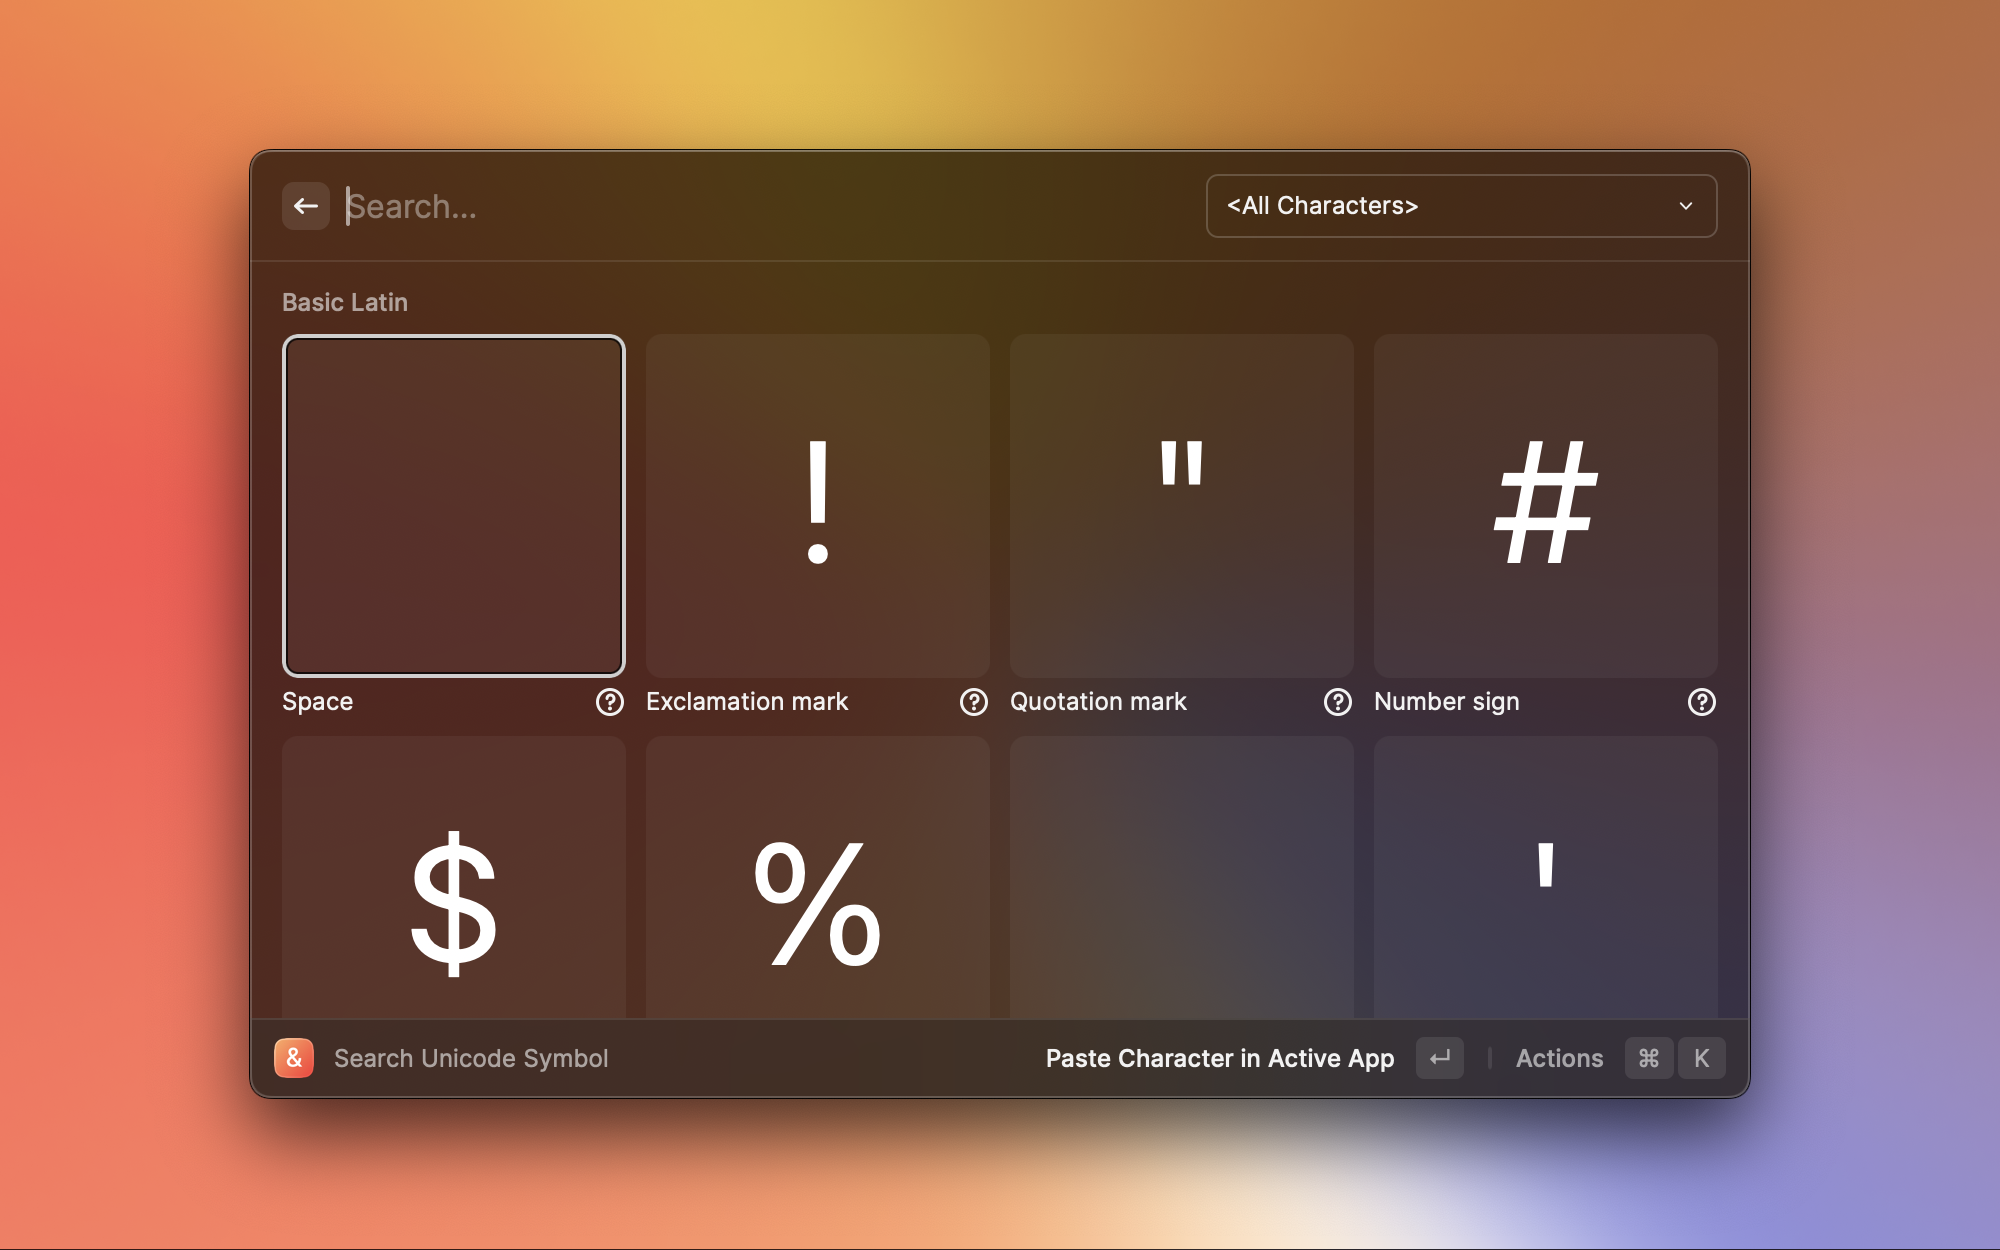 Search...
<All Characters>
Basic Latin
! " #
Space Exclamation mark Quotation mark Number sign
$ % '
& Search Unicode Symbol Paste Character in Active App ↵ Actions ⌘ K